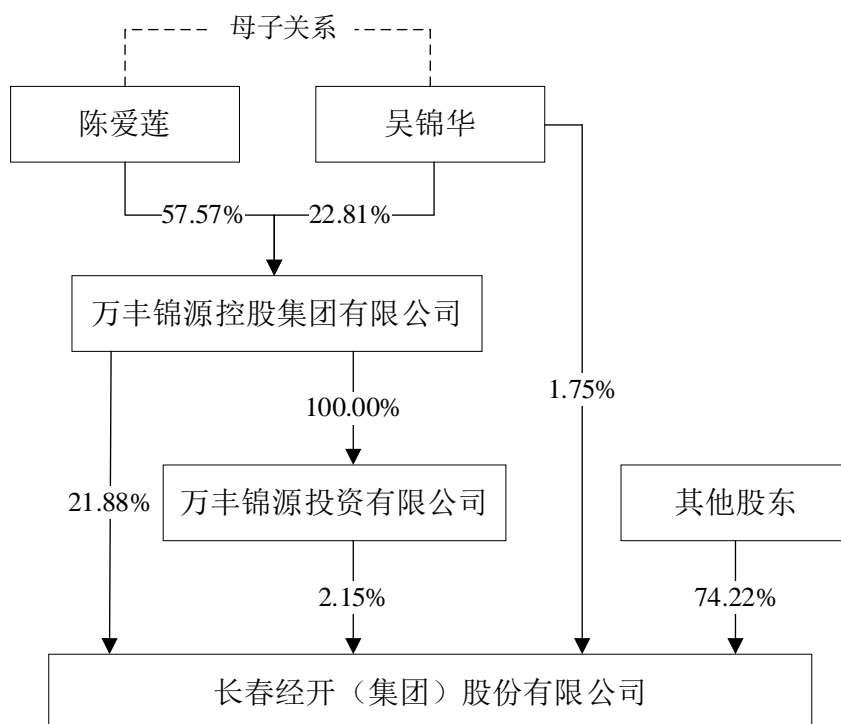 母子关系
陈爱莲
吴锦华
57.57%
22.81%
万丰锦源控股集团有限公司
1.75%
100.00%
21.88%
万丰锦源投资有限公司
其他股东
2.15%
74.22%
长春经开（集团）股份有限公司